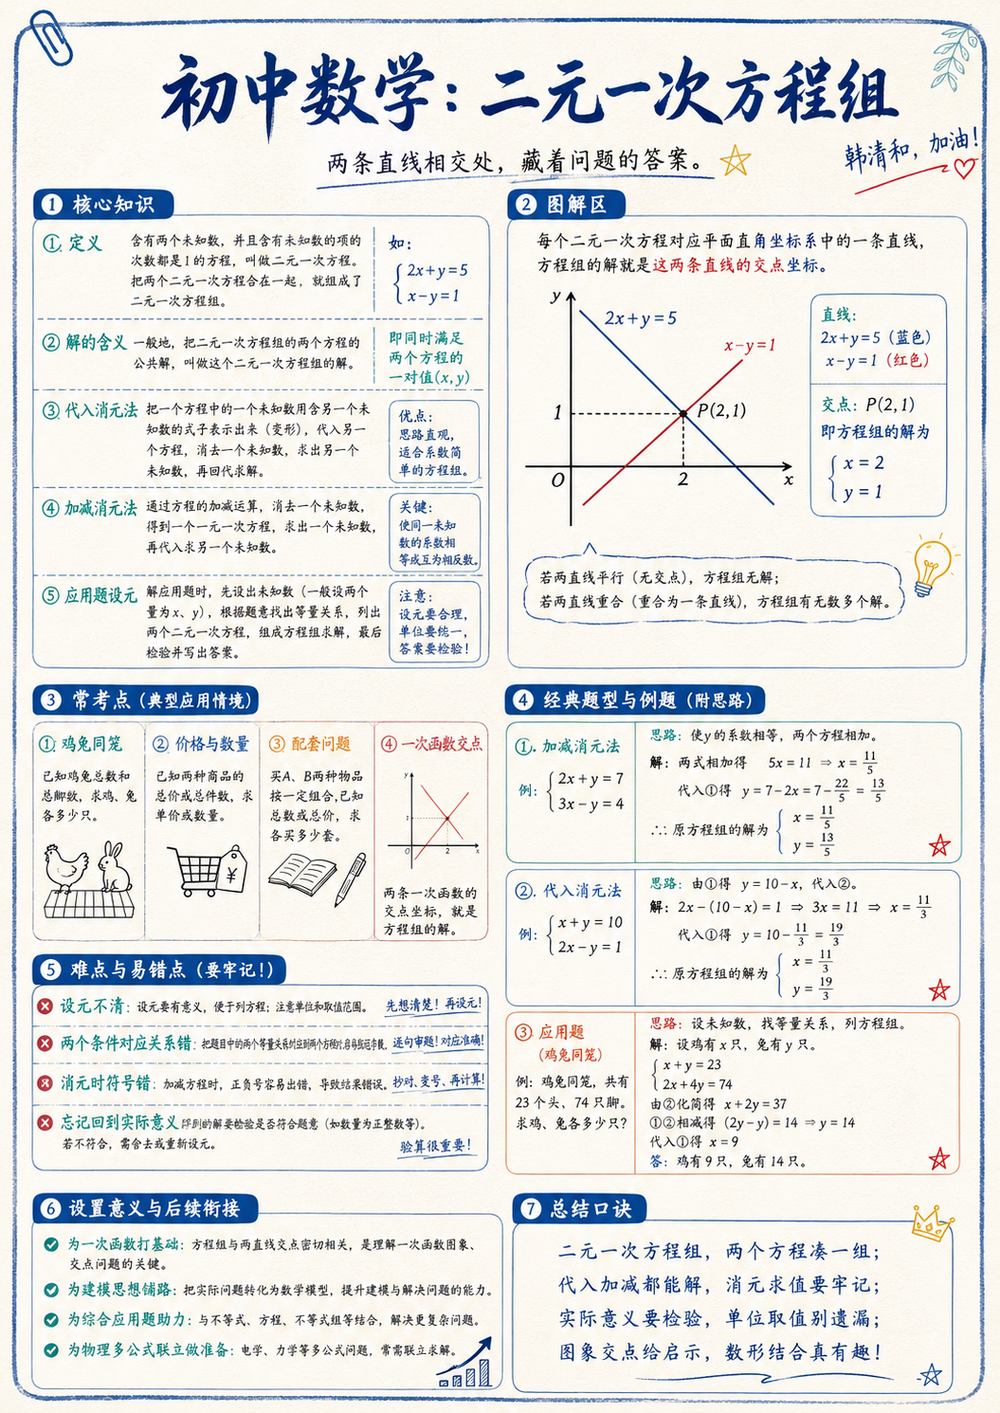 初中数学：二元一次方程组
两条直线相交处，藏着问题的答案。
韩清和，加油！
① 核心知识
①. 定义
含有两个未知数，并且含有未知数的项的
次数都是1的方程，叫做二元一次方程。
把两个二元一次方程合在一起，就组成了
二元一次方程组。
如：
2x+y=5
x-y=1
② 解的含义
一般地，把二元一次方程组的两个方程的
公共解，叫做这个二元一次方程组的解。
即同时满足
两个方程的
一对值(x,y)
③ 代入消元法
把一个方程中的一个未知数用含另一个未
知数的式子表示出来（变形），代入另一
个方程，消去一个未知数，求出另一个
未知数，再回代求解。
优点：
思路直观，
适合系数简
单的方程组。
④ 加减消元法
通过方程的加减运算，消去一个未知数，
得到一个一元一次方程，求出一个未知数，
再代入求另一个未知数。
关键：
使同一未知
数的系数相
等或互为相反数。
⑤ 应用题设元
解应用题时，先设出未知数（一般设两个
量为x、y），根据题意找出等量关系，列出
两个二元一次方程，组成方程组求解，最后
检验并写出答案。
注意：
设元要合理，
单位要统一，
答案要检验！
② 图解区
每个二元一次方程对应平面直角坐标系中的一条直线，
方程组的解就是这两条直线的交点坐标。
y
2x+y=5
x-y=1
1
P(2,1)
O
2
x
直线：
2x+y=5（蓝色）
x-y=1（红色）
交点：P(2,1)
即方程组的解为
x=2
y=1
若两直线平行（无交点），方程组无解；
若两直线重合（重合为一条直线），方程组有无数多个解。
③ 常考点（典型应用情境）
① 鸡兔同笼
已知鸡兔总数和
总脚数，求鸡、兔
各多少只。
② 价格与数量
已知两种商品的
总价或总件数，求
单价或数量。
¥
③ 配套问题
买A、B两种物品
按一定组合，已知
总数或总价，求
各买多少套。
④ 一次函数交点
y
1
O
2
x
两条一次函数的
交点坐标，就是
方程组的解。
④ 经典题型与例题（附思路）
①. 加减消元法
例：
2x+y=7
3x-y=4
思路：使y的系数相等，两个方程相加。
解：两式相加得 5x=11 ⇒ x=11/5
代入①得 y=7-2x=7-22/5=13/5
∴ 原方程组的解为
x=11/5
y=13/5
②. 代入消元法
例：
x+y=10
2x-y=1
思路：由①得 y=10-x，代入②。
解：2x-(10-x)=1 ⇒ 3x=11 ⇒ x=11/3
代入①得 y=10-11/3=19/3
∴ 原方程组的解为
x=11/3
y=19/3
③. 应用题
（鸡兔同笼）
例：鸡兔同笼，共有
23个头、74只脚。
求鸡、兔各多少只？
思路：设未知数，找等量关系，列方程组。
解：设鸡有x只，兔有y只。
x+y=23
2x+4y=74
由②化简得 x+2y=37
①②相减得 (2y-y)=14 ⇒ y=14
代入①得 x=9
答：鸡有9只，兔有14只。
⑤ 难点与易错点（要牢记！）
设元不清：设元要有意义，便于列方程；注意单位和取值范围。
先想清楚！再设元！
两个条件对应关系错：把题目中的两个等量关系
逐句审题！对应准确！
消元时符号错：加减方程时，正负号容易出错，导致结果错误。
抄对、变号、再计算！
忘记回到实际意义 的解要检验是否符合题意（如数量为正整数等）。
若不符合，需舍去或重新设元。
验算很重要！
⑥ 设置意义与后续衔接
为一次函数打基础：方程组与两直线交点密切相关，是理解一次函数图象、
交点问题的关键。
为建模思想铺路：把实际问题转化为数学模型，提升建模与解决问题的能力。
为综合应用题助力：与不等式、方程、不等式组等结合，解决更复杂问题。
为物理多公式联立做准备：电学、力学等多公式问题，常需联立求解。
⑦ 总结口诀
二元一次方程组，两个方程凑一组；
代入加减都能解，消元求值要牢记；
实际意义要检验，单位取值别遗漏；
图象交点给启示，数形结合真有趣！